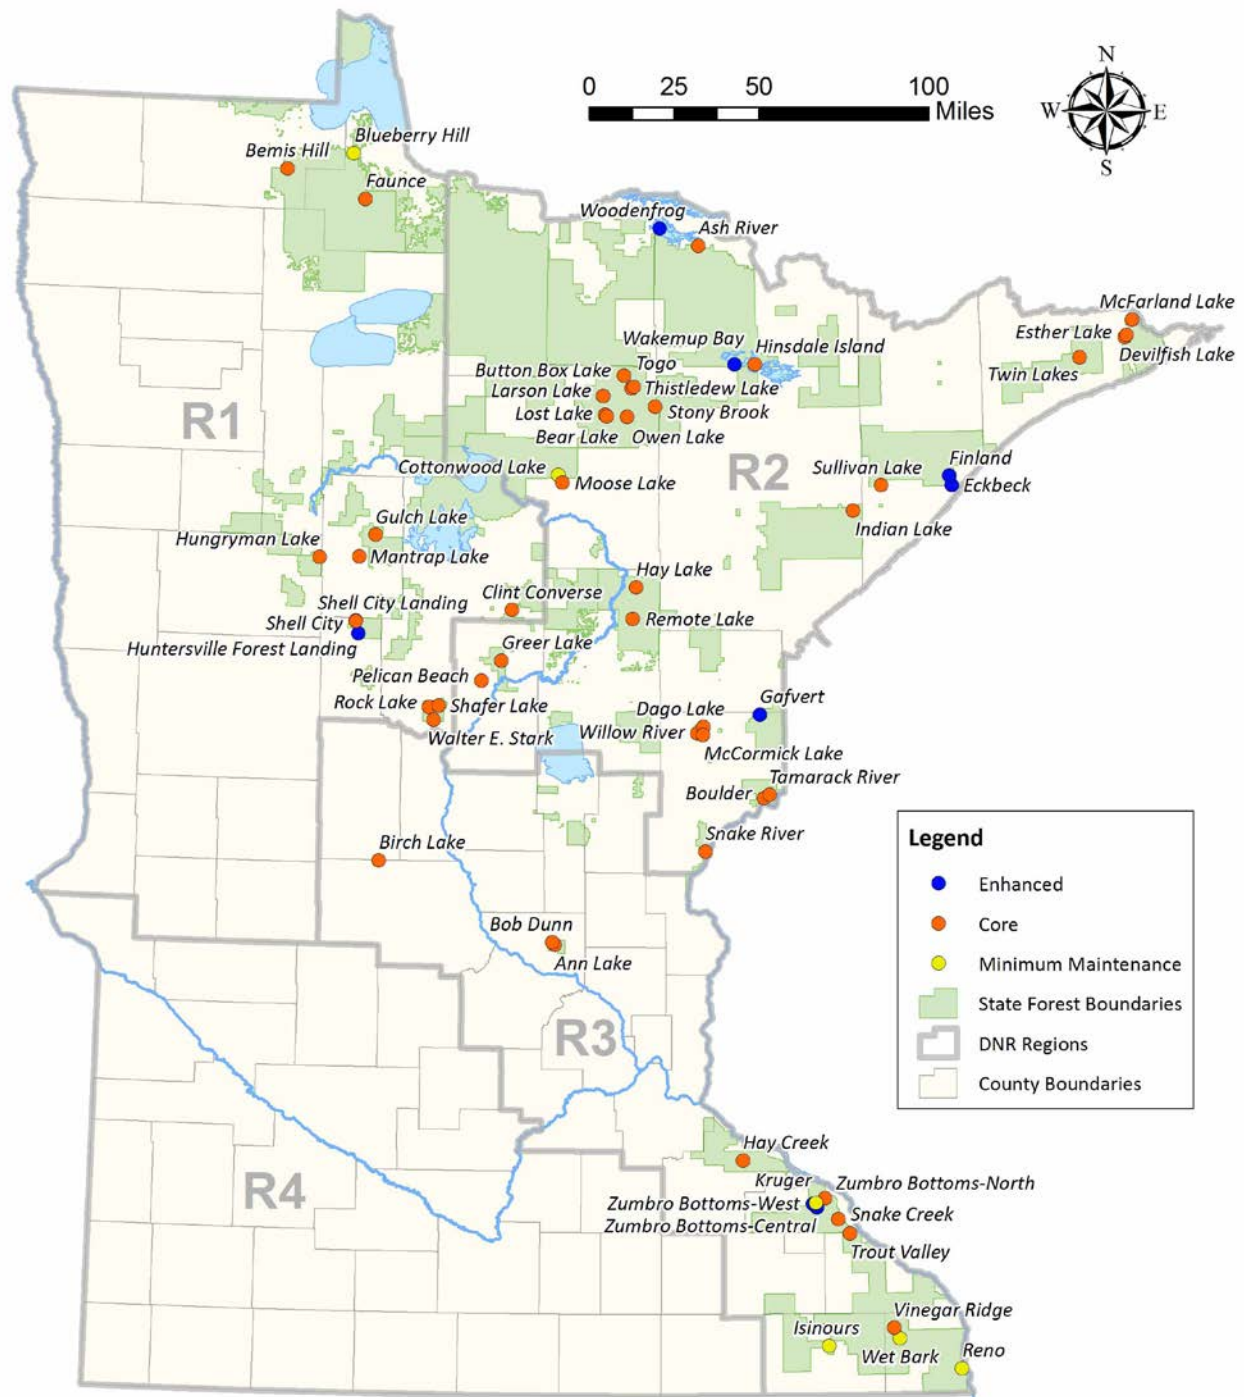 N
0 25 50 100
Miles
W E
S
Blueberry Hill
Bemis Hill
Faunce
Woodenfrog
Ash River
McFarland Lake
Esther Lake
Devilfish Lake
Twin Lakes
Wakemup Bay
Hinsdale Island
Button Box Lake
Togo
Larson Lake
Thistledew Lake
Lost Lake
Stony Brook
Bear Lake
Owen Lake
R1
R2
Cottonwood Lake
Moose Lake
Sullivan Lake
Finland
Eckbeck
Indian Lake
Gulch Lake
Hungryman Lake
Mantrap Lake
Hay Lake
Clint Converse
Shell City Landing
Shell City
Remote Lake
Huntersville Forest Landing
Greer Lake
Pelican Beach
Rock Lake
Shafer Lake
Walter E. Stark
Dago Lake
Gafvert
Willow River
McCormick Lake
Tamarack River
Boulder
Snake River
Birch Lake
Bob Dunn
Ann Lake
R3
Legend
Enhanced
Core
Minimum Maintenance
State Forest Boundaries
DNR Regions
County Boundaries
R4
Hay Creek
Kruger
Zumbro Bottoms-North
Zumbro Bottoms-West
Snake Creek
Zumbro Bottoms-Central
Trout Valley
Vinegar Ridge
Isinours
Wet Bark
Reno